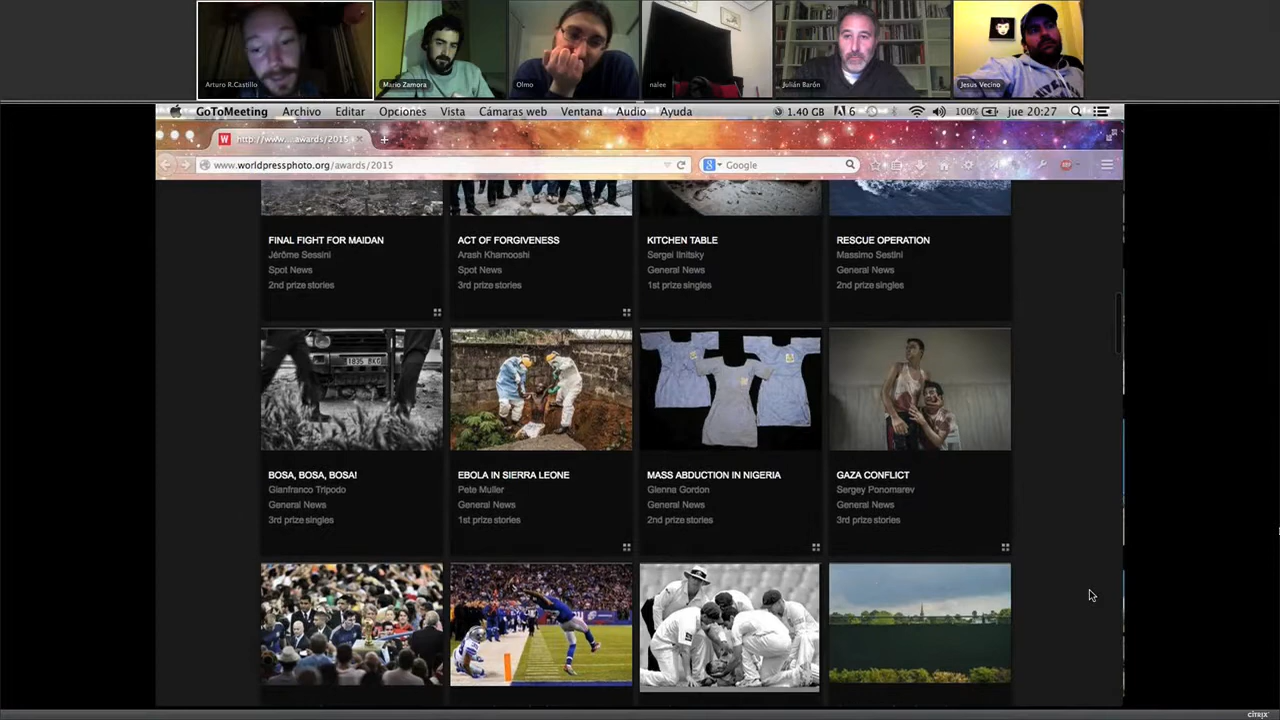 Arturo R.Castillo
Mario Zamora
Olmo
nalee
Julián Barón
Jesus Vecino
GoToMeeting Archivo Editar Opciones Vista Cámaras web Ventana Audio Ayuda 1.40 GB 6 100% jue 20:27
http://www.... awards/2015
www.worldpressphoto.org/awards/2015
Google
FINAL FIGHT FOR MAIDAN
Jérôme Sessini
Spot News
2nd prize stories
ACT OF FORGIVENESS
Arash Khamooshi
Spot News
3rd prize stories
KITCHEN TABLE
Sergei Ilnitsky
General News
1st prize singles
RESCUE OPERATION
Massimo Sestini
General News
2nd prize singles
BOSA, BOSA, BOSA!
Gianfranco Tripodo
General News
3rd prize singles
EBOLA IN SIERRA LEONE
Pete Muller
General News
1st prize stories
MASS ABDUCTION IN NIGERIA
Glenna Gordon
General News
2nd prize stories
GAZA CONFLICT
Sergey Ponomarev
General News
3rd prize stories
CITRIX